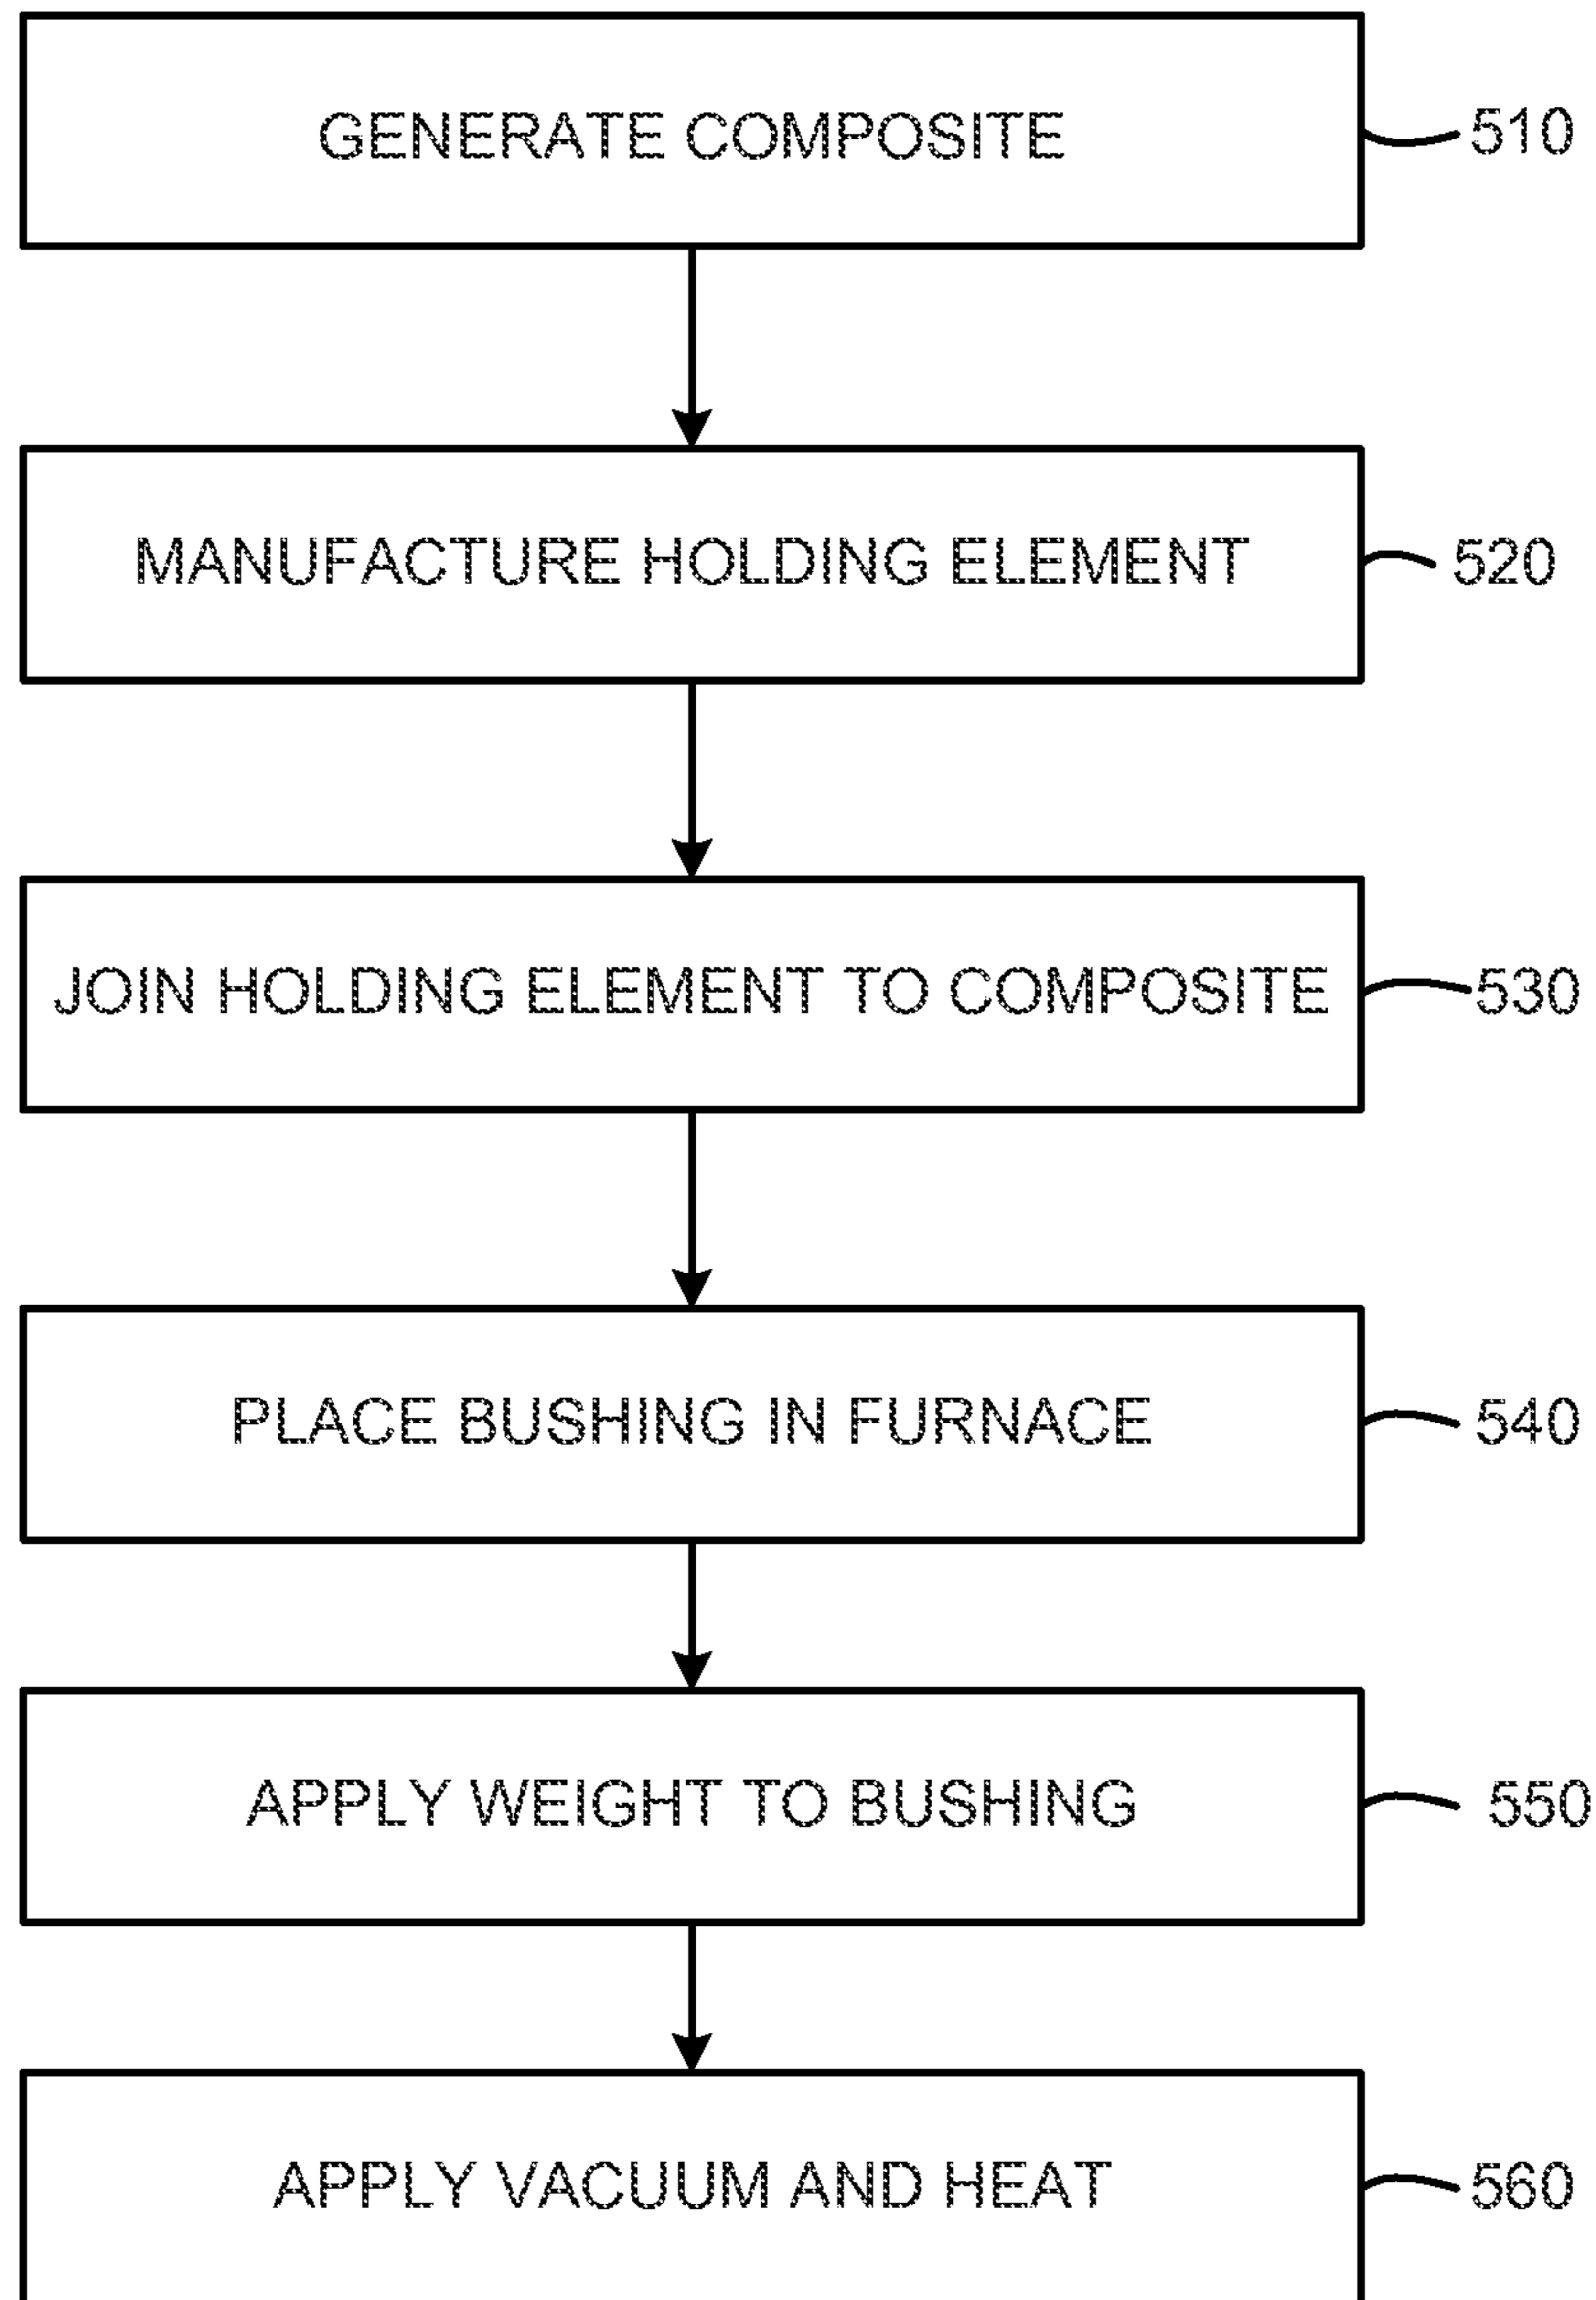 GENERATE COMPOSITE
510
MANUFACTURE HOLDING ELEMENT
520
JOIN HOLDING ELEMENT TO COMPOSITE
530
PLACE BUSHING IN FURNACE
540
APPLY WEIGHT TO BUSHING
550
APPLY VACUUM AND HEAT
560